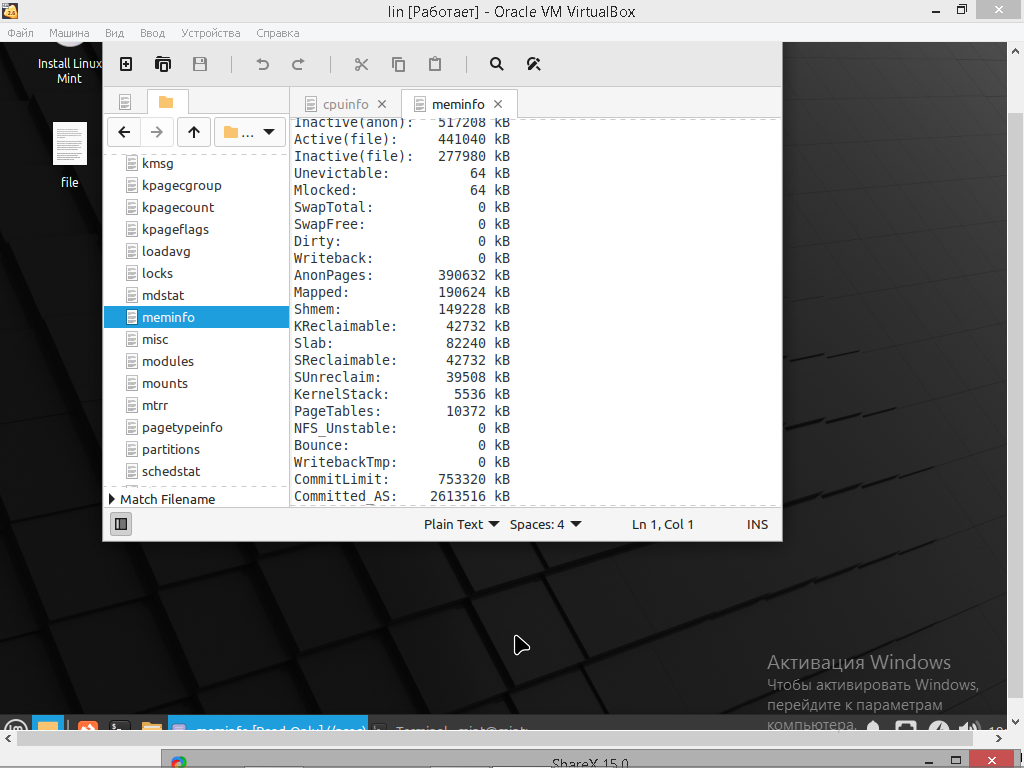 lin [Работает] - Oracle VM VirtualBox
Файл Машина Вид Ввод Устройства Справка
Install Linux
Mint
file
cpuinfo
meminfo
...
kmsg
kpagecgroup
kpagecount
kpageflags
loadavg
locks
mdstat
meminfo
misc
modules
mounts
mtrr
pagetypeinfo
partitions
schedstat
Match Filename
Inactive(anon): 517208 kB
Active(file): 441040 kB
Inactive(file): 277980 kB
Unevictable: 64 kB
Mlocked: 64 kB
SwapTotal: 0 kB
SwapFree: 0 kB
Dirty: 0 kB
Writeback: 0 kB
AnonPages: 390632 kB
Mapped: 190624 kB
Shmem: 149228 kB
KReclaimable: 42732 kB
Slab: 82240 kB
SReclaimable: 42732 kB
SUnreclaim: 39508 kB
KernelStack: 5536 kB
PageTables: 10372 kB
NFS_Unstable: 0 kB
Bounce: 0 kB
WritebackTmp: 0 kB
CommitLimit: 753320 kB
Committed_AS: 2613516 kB
Plain Text Spaces: 4 Ln 1, Col 1 INS
Активация Windows
Чтобы активировать Windows,
перейдите к параметрам
компьютера.
meminfo [Read-Only] (/proc)
Terminal - mint@mint:
ShareX 15.0